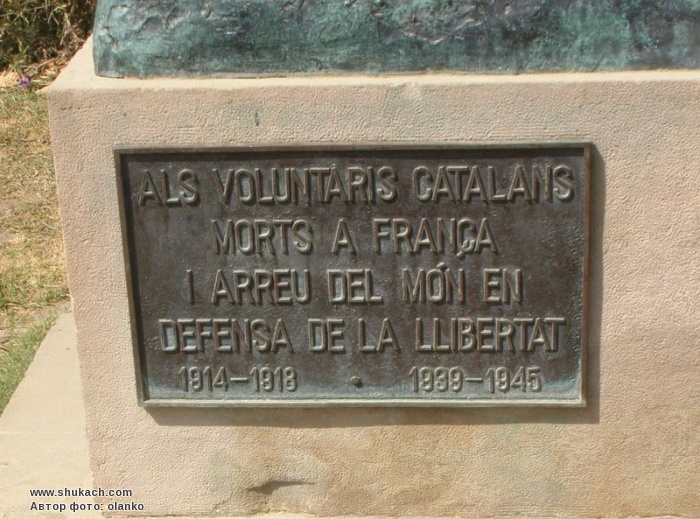 ALS VOLUNTARIS CATALANS
MORTS A FRANÇA
I ARREU DEL MÓN EN
DEFENSA DE LA LLIBERTAT
1914-1918 · 1939-1945
www.shukach.com
Автор фото: olanko